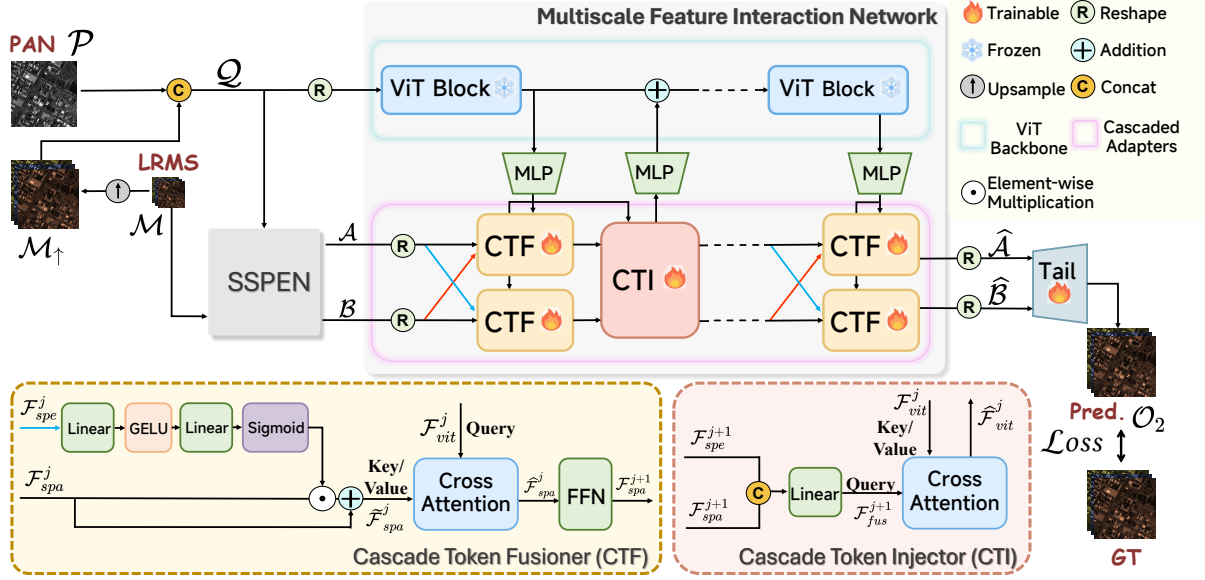 Multiscale Feature Interaction Network
PAN 𝒫
C
𝒬
R
ViT Block
+
ViT Block
LRMS
ℳ↑
ℳ
MLP
MLP
MLP
SSPEN
𝒜
R
ℬ
R
CTF
CTF
CTI
CTF
CTF
R
𝒜̂
R
ℬ̂
Tail
Trainable
R Reshape
Frozen
+ Addition
↑ Upsample
C Concat
ViT Backbone
Cascaded Adapters
Element-wise Multiplication
Pred. 𝒪₂
ℒoss
GT
ℱ^j_spe
Linear
GELU
Linear
Sigmoid
ℱ^j_spa
+
ℱ̃^j_spa
Key/
Value
ℱ^j_vit
Query
Cross
Attention
ℱ̂^j_spa
FFN
ℱ^{j+1}_spa
Cascade Token Fusioner (CTF)
ℱ^{j+1}_spe
ℱ^{j+1}_spa
C
Linear
Query
ℱ^{j+1}_fus
ℱ^j_vit
Key/
Value
ℱ̂^j_vit
Cross
Attention
Cascade Token Injector (CTI)